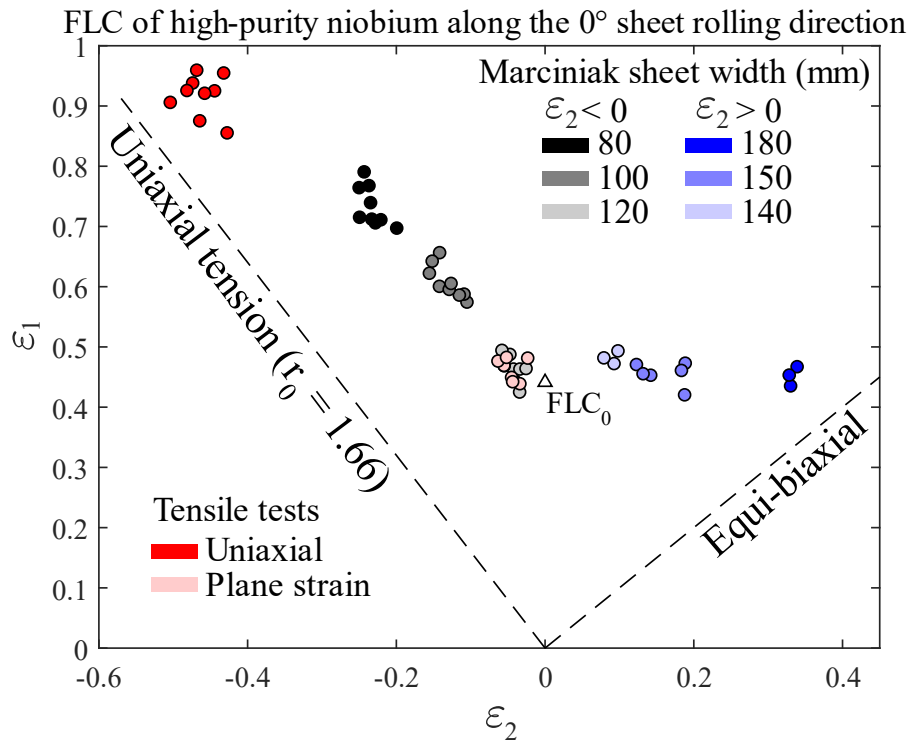 FLC of high-purity niobium along the 0° sheet rolling direction
Marciniak sheet width (mm)
ε₂ < 0 ε₂ > 0
80 180
100 150
120 140
Uniaxial tension (r₀ = 1.66)
FLC₀
Equi-biaxial
Tensile tests
Uniaxial
Plane strain
ε₁
1
0.9
0.8
0.7
0.6
0.5
0.4
0.3
0.2
0.1
0
-0.6 -0.4 -0.2 0 0.2 0.4
ε₂